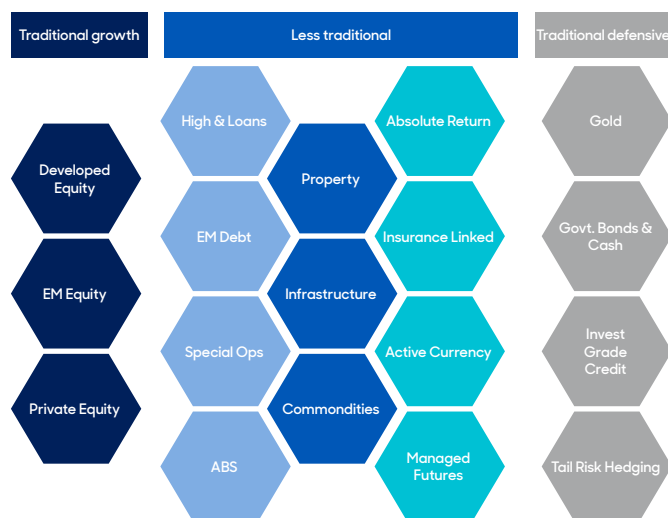 Traditional growth
Less traditional
Traditional defensive
Developed
Equity
EM Equity
Private Equity
High & Loans
EM Debt
Special Ops
ABS
Property
Infrastructure
Commondities
Absolute Return
Insurance Linked
Active Currency
Managed
Futures
Gold
Govt. Bonds &
Cash
Invest
Grade
Credit
Tail Risk Hedging